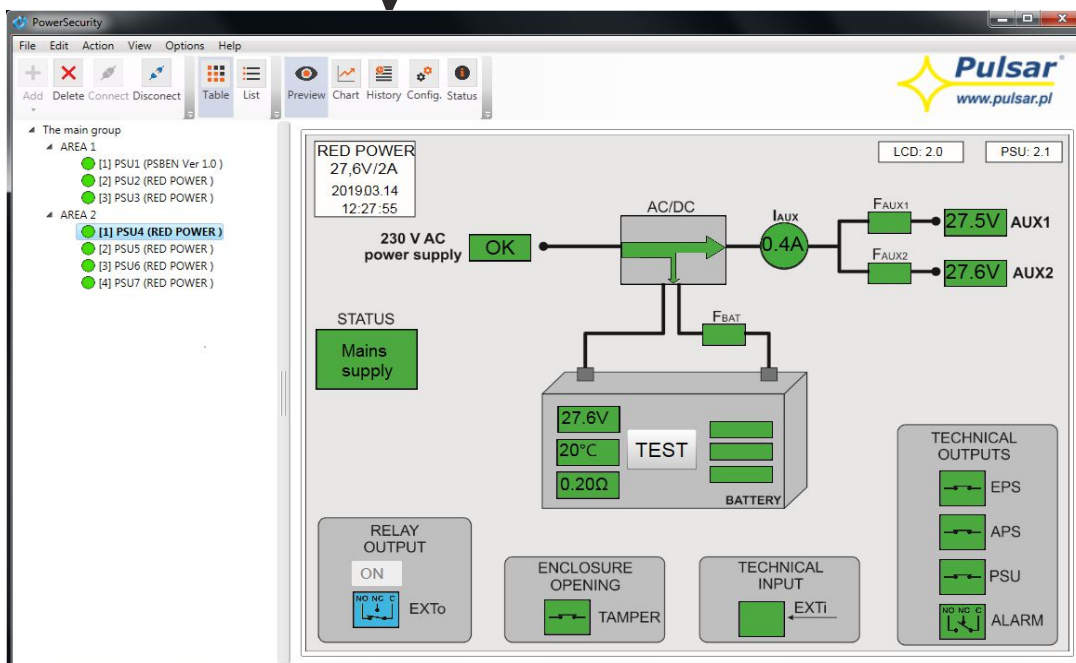 PowerSecurity
File Edit Action View Options Help
Add Delete Connect Disconect Table List Preview Chart History Config. Status
Pulsar
www.pulsar.pl
The main group
AREA 1
[1] PSU1 (PSBEN Ver 1.0 )
[2] PSU2 (RED POWER )
[3] PSU3 (RED POWER )
AREA 2
[1] PSU4 (RED POWER )
[2] PSU5 (RED POWER )
[3] PSU6 (RED POWER )
[4] PSU7 (RED POWER )
RED POWER
27,6V/2A
2019.03.14
12:27:55
LCD: 2.0
PSU: 2.1
230 V AC
power supply
OK
AC/DC
IAUX
0.4A
FAUX1
27.5V AUX1
FAUX2
27.6V AUX2
STATUS
Mains
supply
FBAT
27.6V
20°C
0.20Ω
TEST
BATTERY
RELAY
OUTPUT
ON
NO NC C
EXTo
ENCLOSURE
OPENING
TAMPER
TECHNICAL
INPUT
EXTi
TECHNICAL
OUTPUTS
EPS
APS
PSU
NO NC C
ALARM